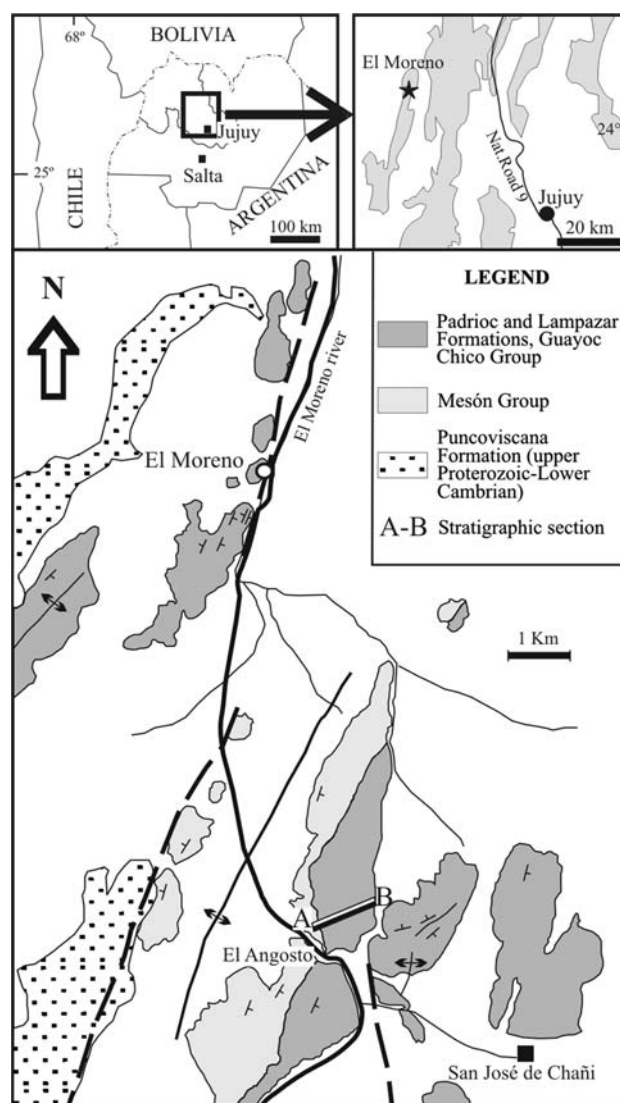 68°
BOLIVIA
Jujuy
Salta
25°
CHILE
ARGENTINA
100 km
El Moreno
24°
Nat.Road 9
Jujuy
20 km
N
LEGEND
Padrioc and Lampazar
Formations, Guayoc
Chico Group
Mesón Group
Puncoviscana
Formation (upper
Proterozoic-Lower
Cambrian)
A-B Stratigraphic section
El Moreno river
El Moreno
1 Km
A
B
El Angosto
San José de Chañi